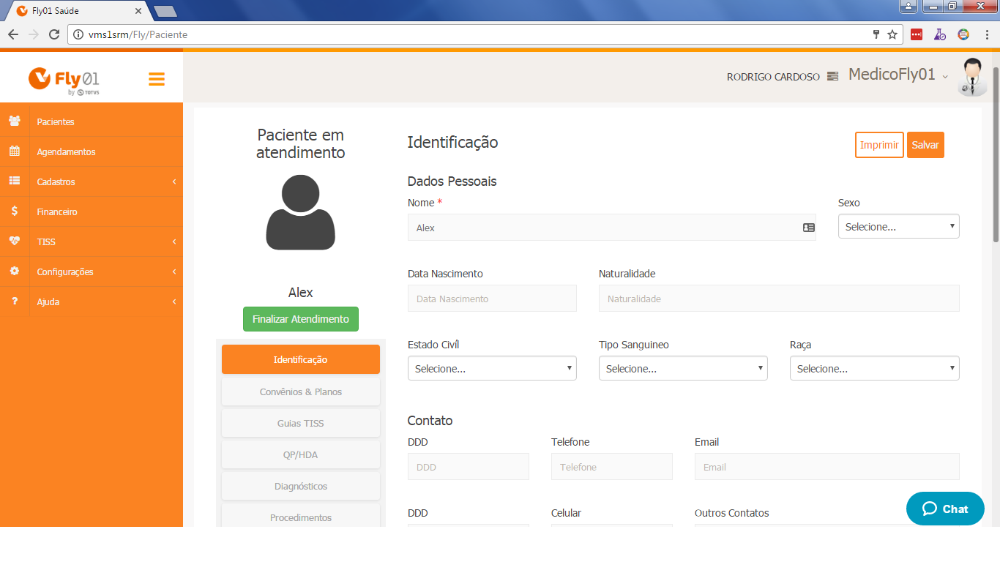 Fly01 Saúde
vms1srm/Fly/Paciente
Fly01
by TOTVS
RODRIGO CARDOSO MedicoFly01
Pacientes
Agendamentos
Cadastros
Financeiro
TISS
Configurações
Ajuda
Paciente em
atendimento
Alex
Finalizar Atendimento
Identificação
Convênios & Planos
Guias TISS
QP/HDA
Diagnósticos
Procedimentos
Identificação
Imprimir Salvar
Dados Pessoais
Nome * Sexo
Alex Selecione...
Data Nascimento Naturalidade
Data Nascimento Naturalidade
Estado Civíl Tipo Sanguineo Raça
Selecione... Selecione... Selecione...
Contato
DDD Telefone Email
DDD Telefone Email
DDD Celular Outros Contatos
Chat